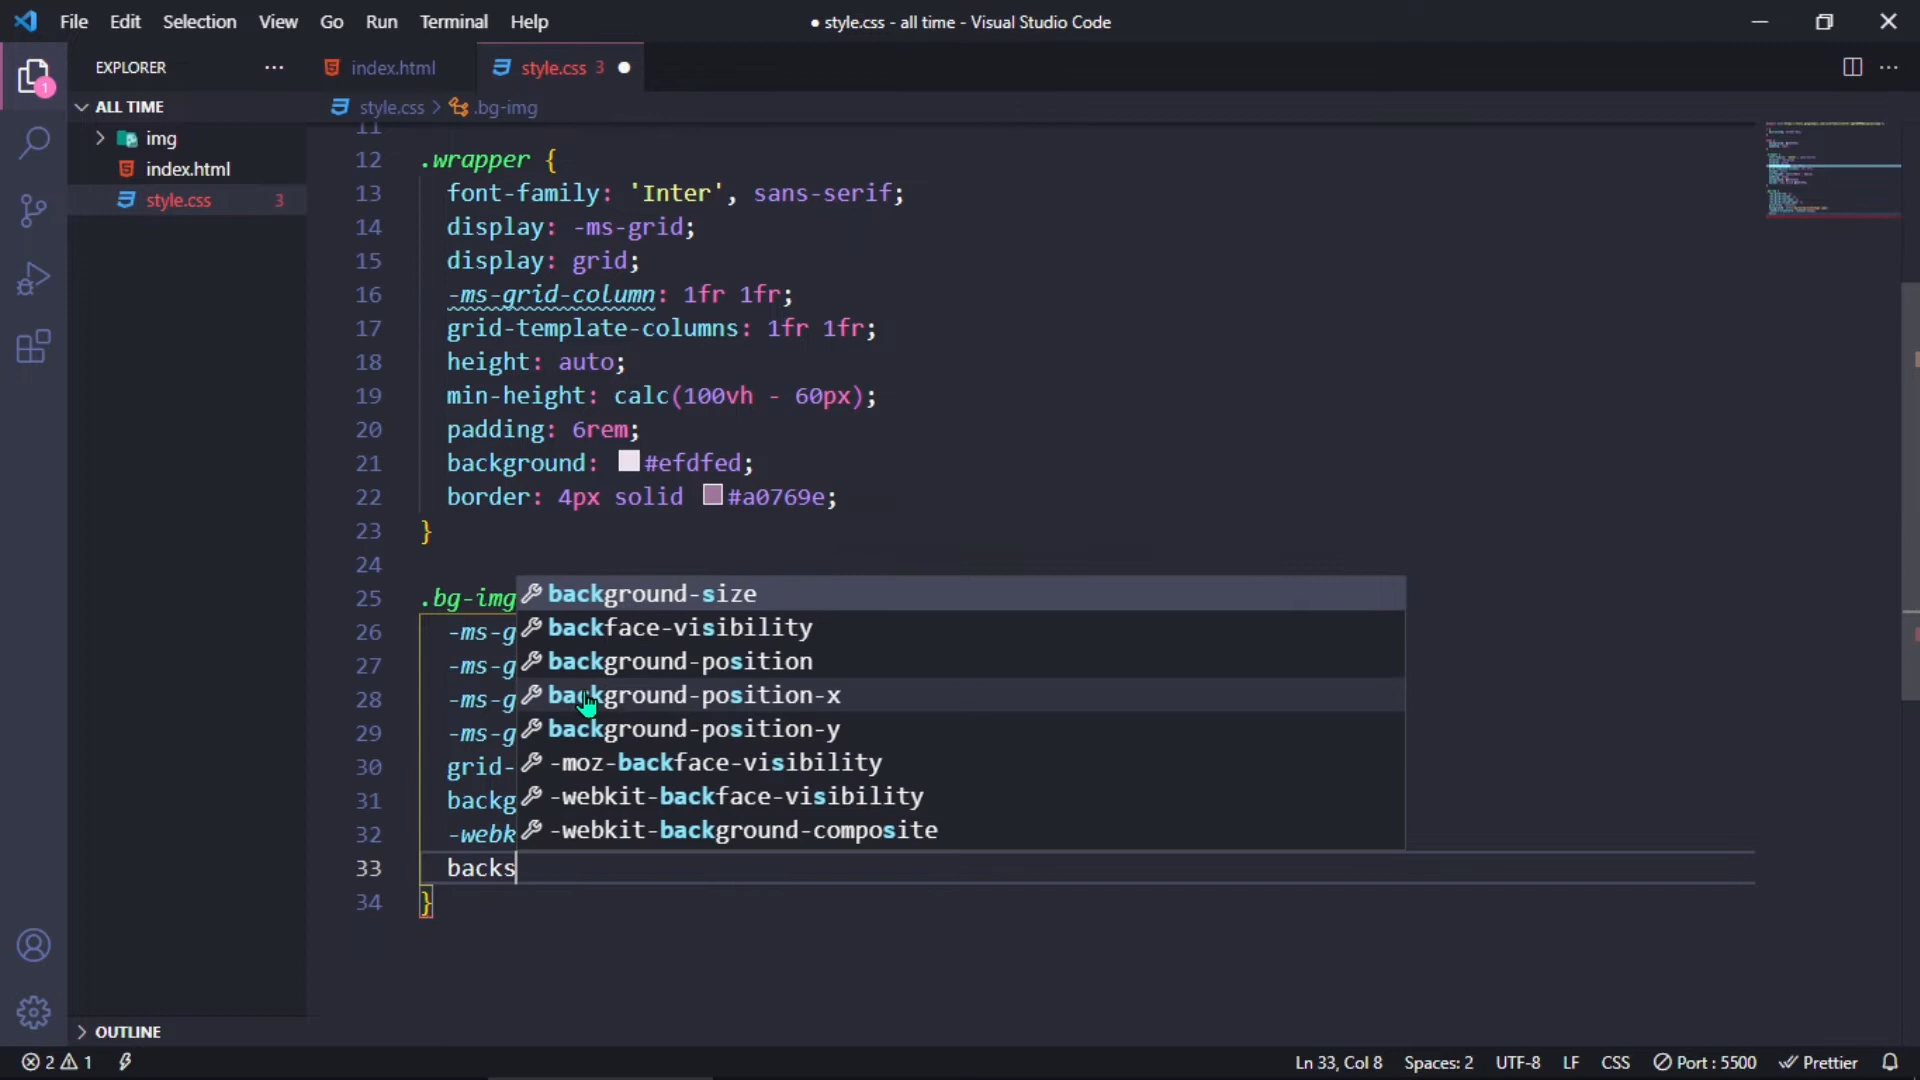 File Edit Selection View Go Run Terminal Help
● style.css - all time - Visual Studio Code
EXPLORER ···
index.html
style.css 3 ●
1
ALL TIME
style.css > .bg-img
img
index.html
style.css 3
11
12 .wrapper {
13 font-family: 'Inter', sans-serif;
14 display: -ms-grid;
15 display: grid;
16 -ms-grid-column: 1fr 1fr;
17 grid-template-columns: 1fr 1fr;
18 height: auto;
19 min-height: calc(100vh - 60px);
20 padding: 6rem;
21 background: #efdfed;
22 border: 4px solid #a0769e;
23 }
24
25 .bg-img
26 -ms-g
27 -ms-g
28 -ms-g
29 -ms-g
30 grid-
31 backg
32 -webk
33 backs
34 }
background-size
backface-visibility
background-position
background-position-x
background-position-y
-moz-backface-visibility
-webkit-backface-visibility
-webkit-background-composite
OUTLINE
2 1
Ln 33, Col 8 Spaces: 2 UTF-8 LF CSS Port : 5500 Prettier